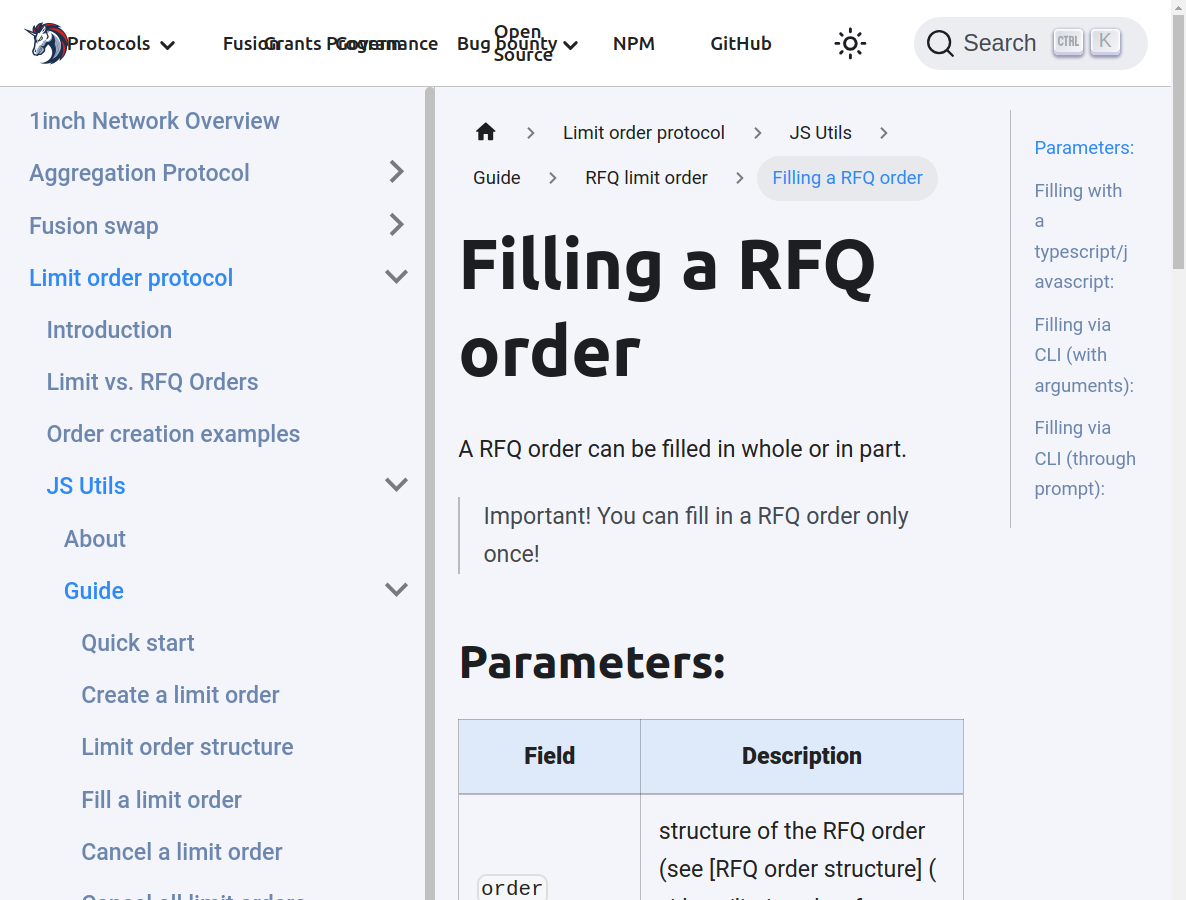 Protocols
Fusion
Grants Program
Governance
Bug bounty
Open
Source
NPM
GitHub
Search
CTRL
K
1inch Network Overview
Aggregation Protocol
Fusion swap
Limit order protocol
Introduction
Limit vs. RFQ Orders
Order creation examples
JS Utils
About
Guide
Quick start
Create a limit order
Limit order structure
Fill a limit order
Cancel a limit order
Cancel all limit orders
Limit order protocol
JS Utils
Guide
RFQ limit order
Filling a RFQ order
Filling a RFQ
order
A RFQ order can be filled in whole or in part.
Important! You can fill in a RFQ order only
once!
Parameters:
Field Description
order
structure of the RFQ order
(see [RFQ order structure] (
Parameters:
Filling with
a
typescript/j
avascript:
Filling via
CLI (with
arguments):
Filling via
CLI (through
prompt):